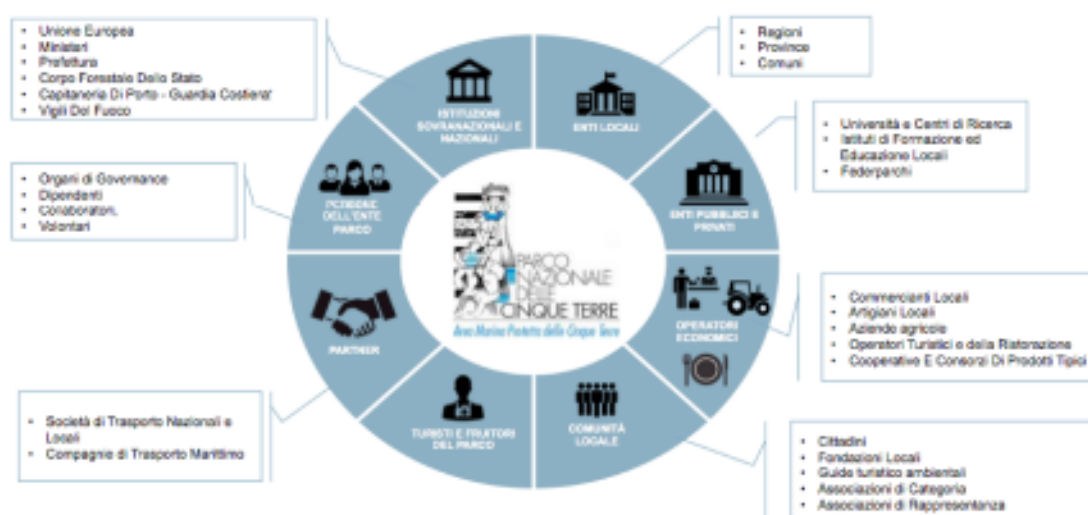 Unione Europea
Ministeri
Prefettura
Corpo Forestale Dello Stato
Capitaneria Di Porto - Guardia Costiera'
Vigili Del Fuoco
ISTITUZIONI
SOVRANAZIONALI E
NAZIONALI
ENTI LOCALI
Regioni
Province
Comuni
Università e Centri di Ricerca
Istituti di Formazione ed
Educazione Locali
Federparchi
ENTI PUBBLICI E
PRIVATI
Organi di Governance
Dipendenti
Collaboratori,
Volontari
PERSONE
DELL'ENTE
PARCO
PARCO
NAZIONALE
DELLE
CINQUE TERRE
Area Marina Protetta delle Cinque Terre
OPERATORI
ECONOMICI
Commercianti Locali
Artigiani Locali
Aziende agricole
Operatori Turistici e della Ristorazione
Cooperative E Consorzi Di Prodotti Tipici
PARTNER
Società di Trasporto Nazionali e
Locali
Compagnie di Trasporto Marittimo
TURISTI E FRUITORI
DEL PARCO
COMUNITÀ
LOCALE
Cittadini
Fondazioni Locali
Guide turistico ambientali
Associazioni di Categoria
Associazioni di Rappresentanza